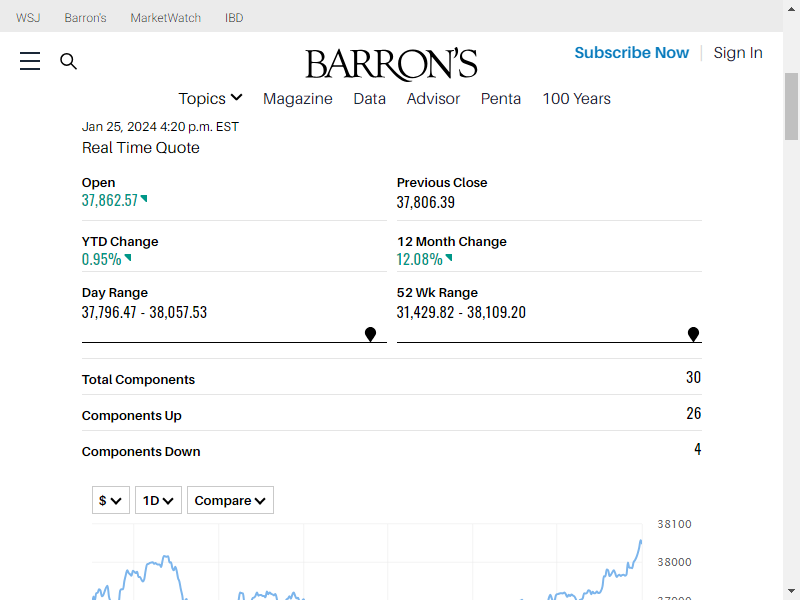 WSJ Barron's MarketWatch IBD
BARRON'S
Subscribe Now Sign In
Topics Magazine Data Advisor Penta 100 Years
Jan 25, 2024 4:20 p.m. EST
Real Time Quote
Open Previous Close
37,862.57 37,806.39
YTD Change 12 Month Change
0.95% 12.08%
Day Range 52 Wk Range
37,796.47 - 38,057.53 31,429.82 - 38,109.20
Total Components 30
Components Up 26
Components Down 4
$ 1D Compare
38100
38000
37900